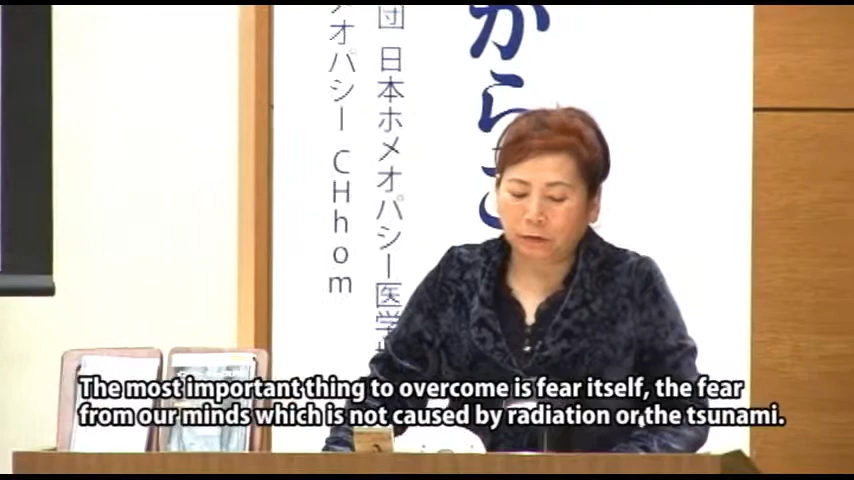 から
団 日本ホメオパシー医学
オパシー CHhom
The most important thing to overcome is fear itself, the fear
from our minds which is not caused by radiation or the tsunami.